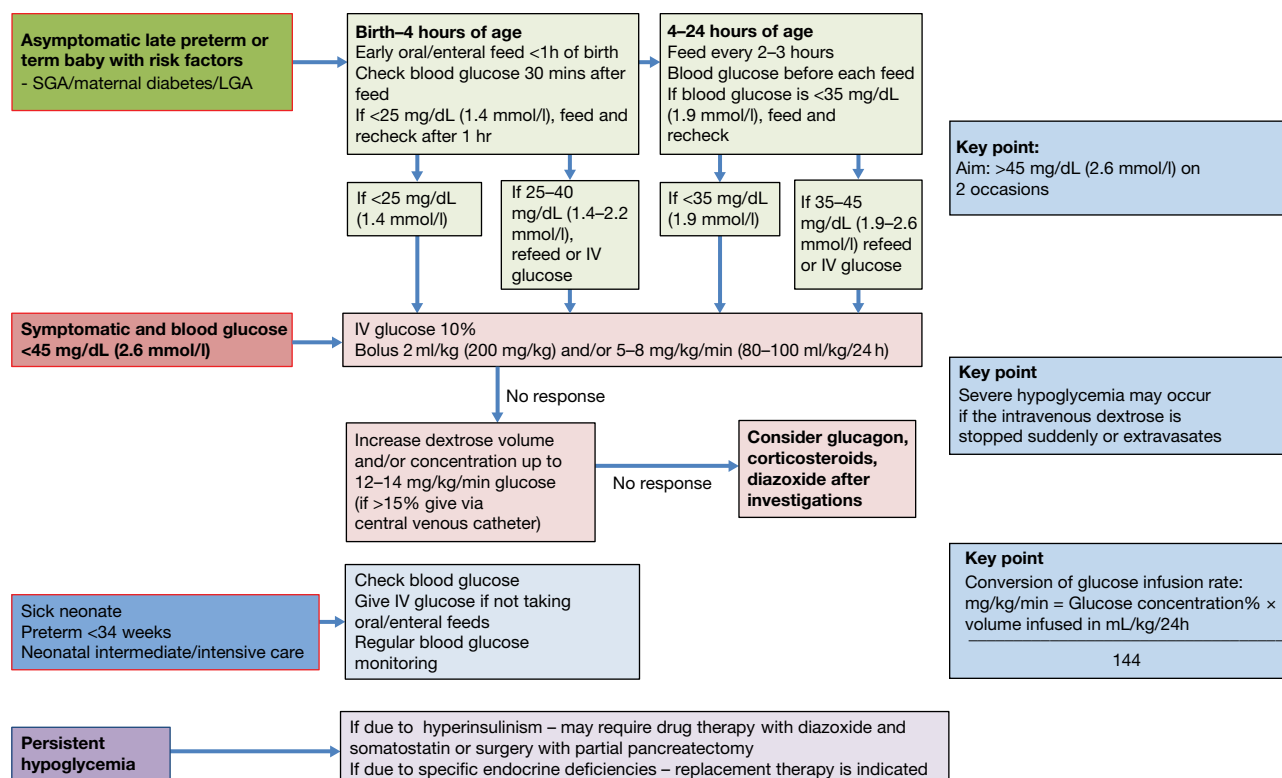 Asymptomatic late preterm or
term baby with risk factors
- SGA/maternal diabetes/LGA
Birth–4 hours of age
Early oral/enteral feed <1h of birth
Check blood glucose 30 mins after
feed
If <25 mg/dL (1.4 mmol/l), feed and
recheck after 1 hr
4–24 hours of age
Feed every 2–3 hours
Blood glucose before each feed
If blood glucose is <35 mg/dL
(1.9 mmol/l), feed and
recheck
Key point:
Aim: >45 mg/dL (2.6 mmol/l) on
2 occasions
If <25 mg/dL
(1.4 mmol/l)
If 25–40
mg/dL (1.4–2.2
mmol/l),
refeed or IV
glucose
If <35 mg/dL
(1.9 mmol/l)
If 35–45
mg/dL (1.9–2.6
mmol/l) refeed
or IV glucose
Symptomatic and blood glucose
<45 mg/dL (2.6 mmol/l)
IV glucose 10%
Bolus 2 ml/kg (200 mg/kg) and/or 5–8 mg/kg/min (80–100 ml/kg/24 h)
No response
Key point
Severe hypoglycemia may occur
if the intravenous dextrose is
stopped suddenly or extravasates
Increase dextrose volume
and/or concentration up to
12–14 mg/kg/min glucose
(if >15% give via
central venous catheter)
No response
Consider glucagon,
corticosteroids,
diazoxide after
investigations
Key point
Conversion of glucose infusion rate:
mg/kg/min = Glucose concentration% ×
volume infused in mL/kg/24h
144
Sick neonate
Preterm <34 weeks
Neonatal intermediate/intensive care
Check blood glucose
Give IV glucose if not taking
oral/enteral feeds
Regular blood glucose
monitoring
Persistent
hypoglycemia
If due to hyperinsulinism – may require drug therapy with diazoxide and
somatostatin or surgery with partial pancreatectomy
If due to specific endocrine deficiencies – replacement therapy is indicated